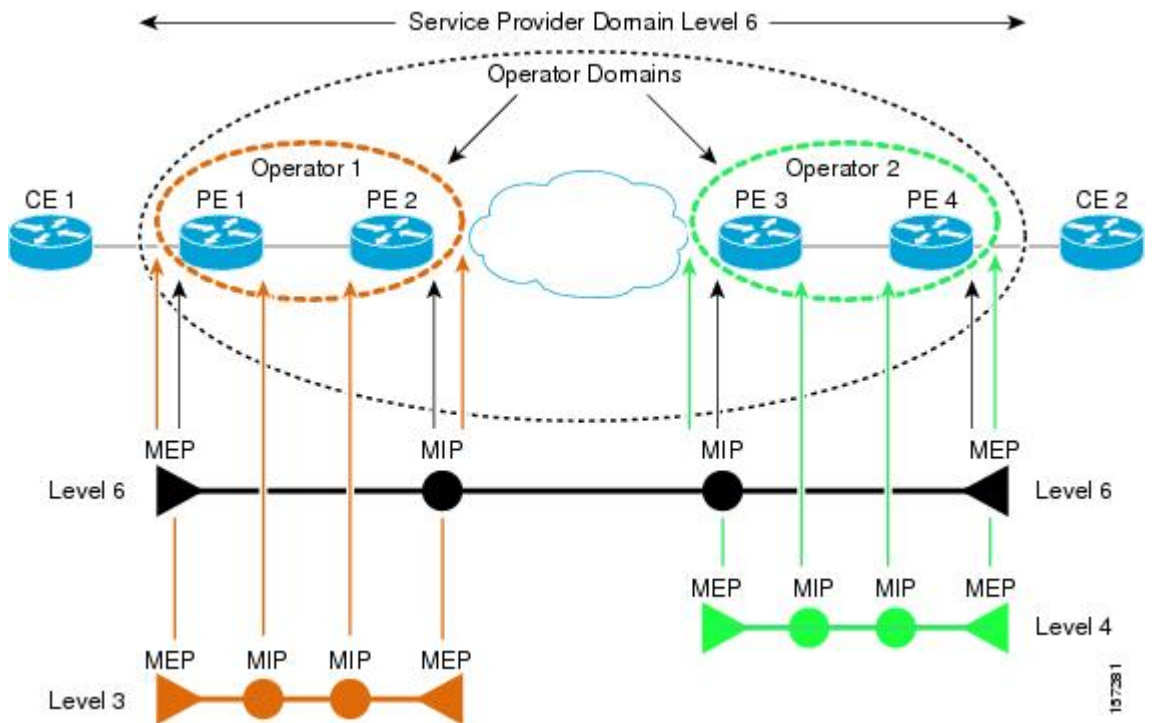 Service Provider Domain Level 6
Operator Domains
Operator 1
Operator 2
CE 1
PE 1
PE 2
PE 3
PE 4
CE 2
MEP
MIP
MIP
MEP
Level 6
Level 6
MEP
MIP
MIP
MEP
Level 4
MEP
MIP
MIP
MEP
Level 3
157281